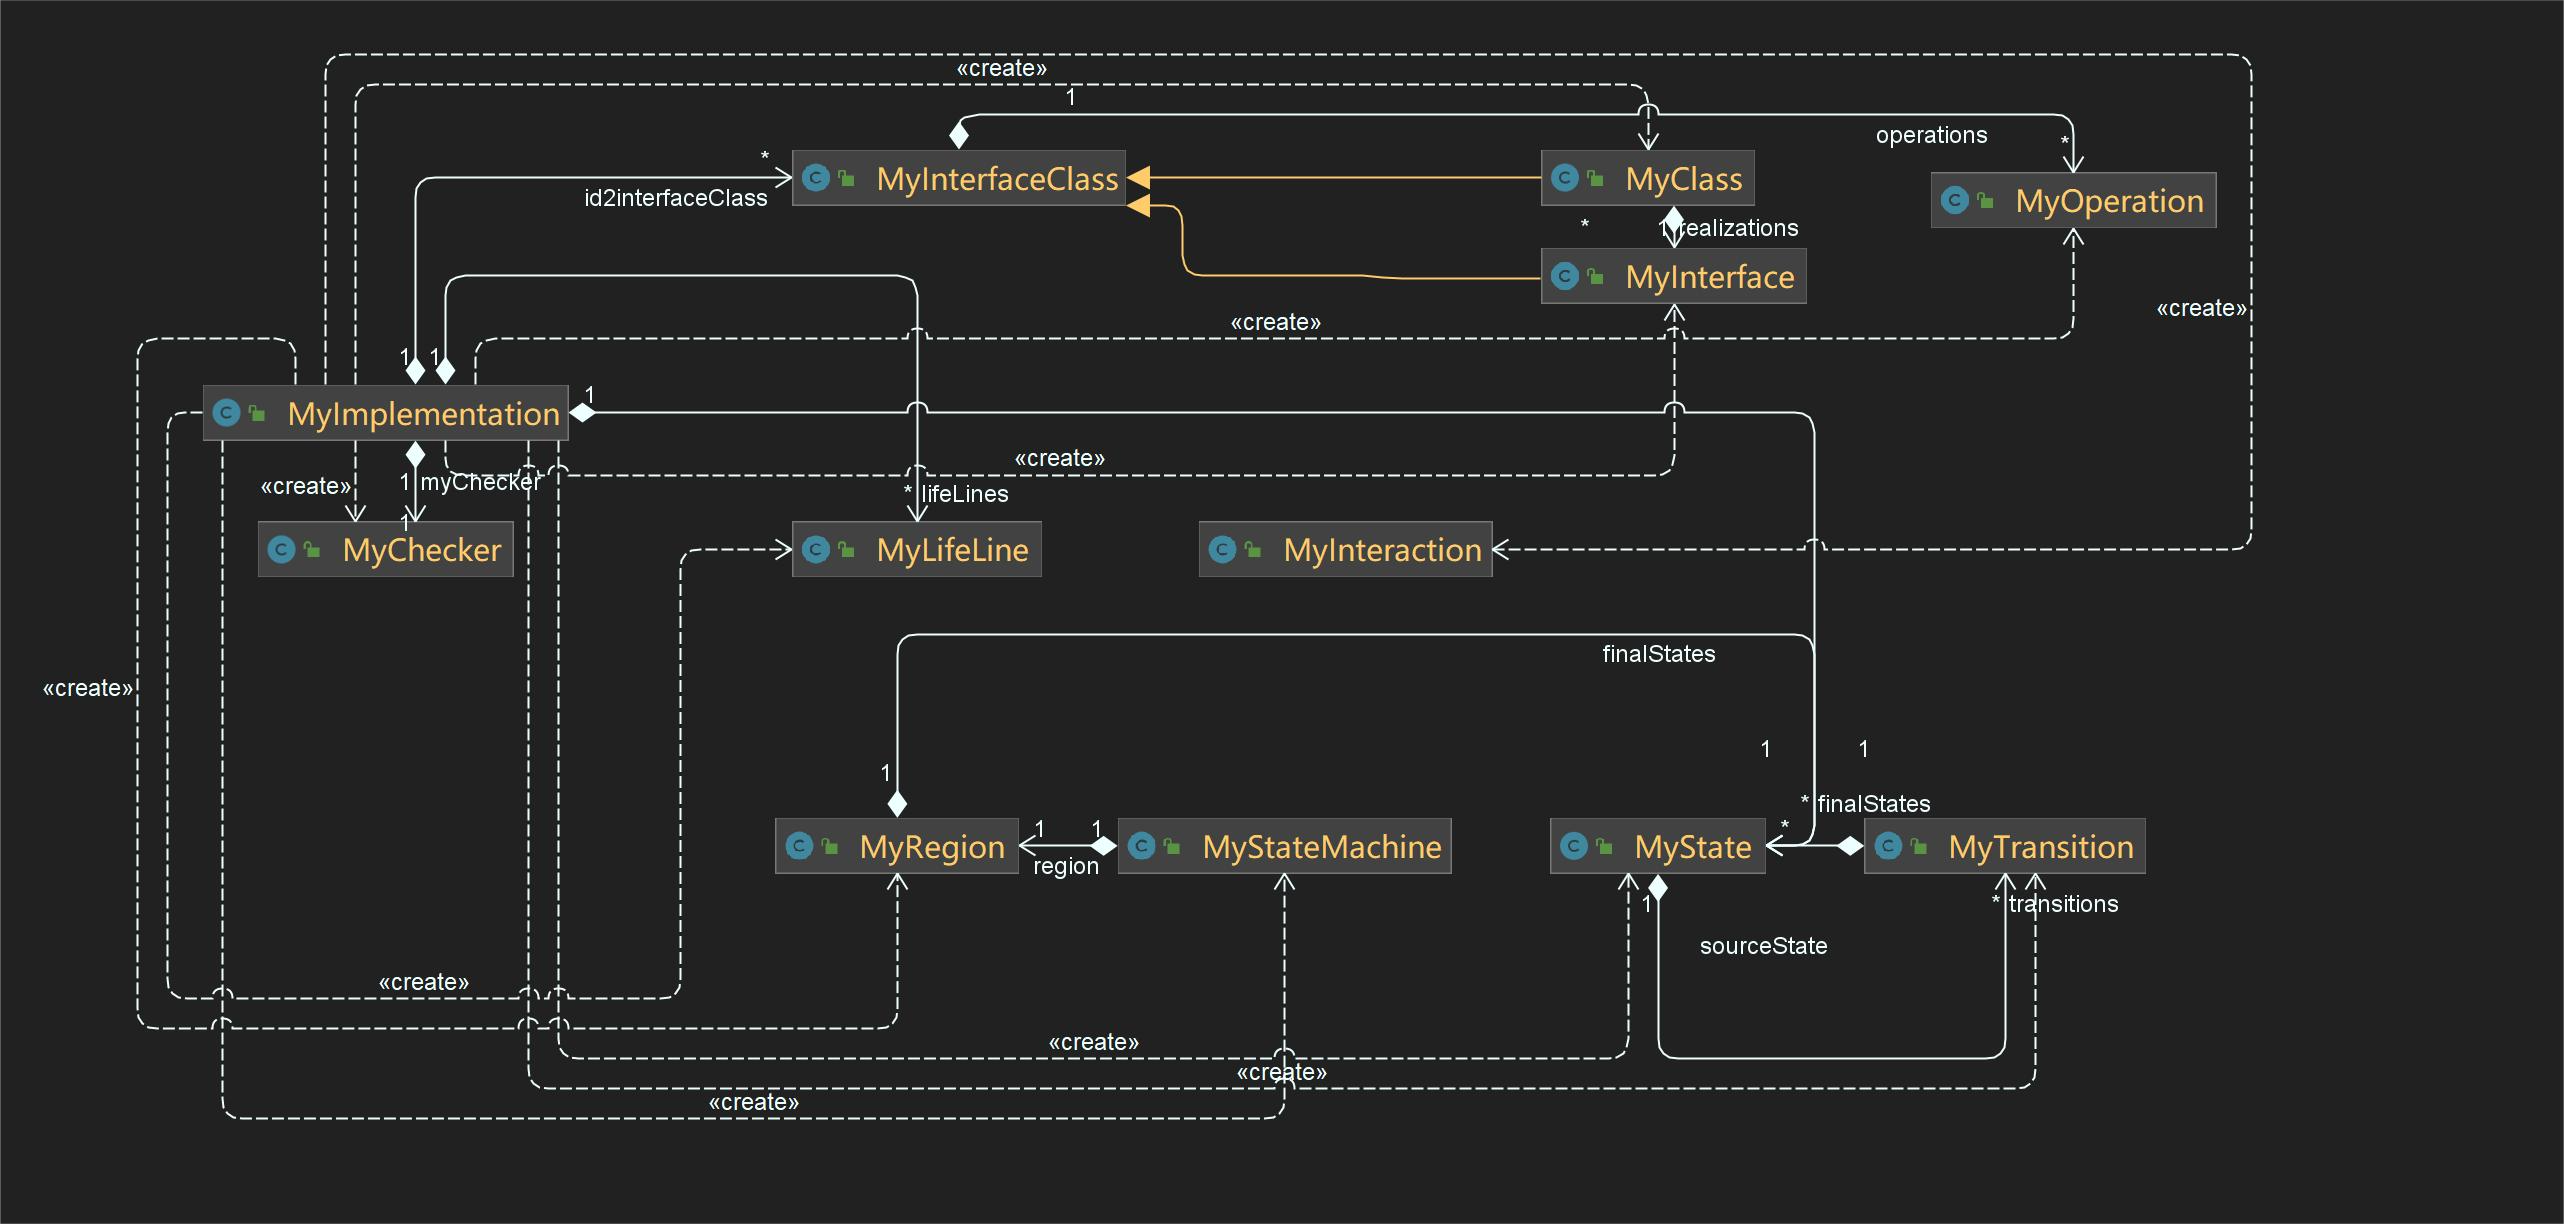 «create»
1
operations
*
*
MyInterfaceClass
MyClass
id2interfaceClass
MyOperation
*
1
realizations
MyInterface
«create»
«create»
1
1
1
MyImplementation
«create»
«create»
1
myChecker
* lifeLines
1
MyChecker
MyLifeLine
MyInteraction
finalStates
«create»
1
1
1
* finalStates
1
1
*
MyRegion
MyStateMachine
MyState
MyTransition
region
1
* transitions
sourceState
«create»
«create»
«create»
«create»